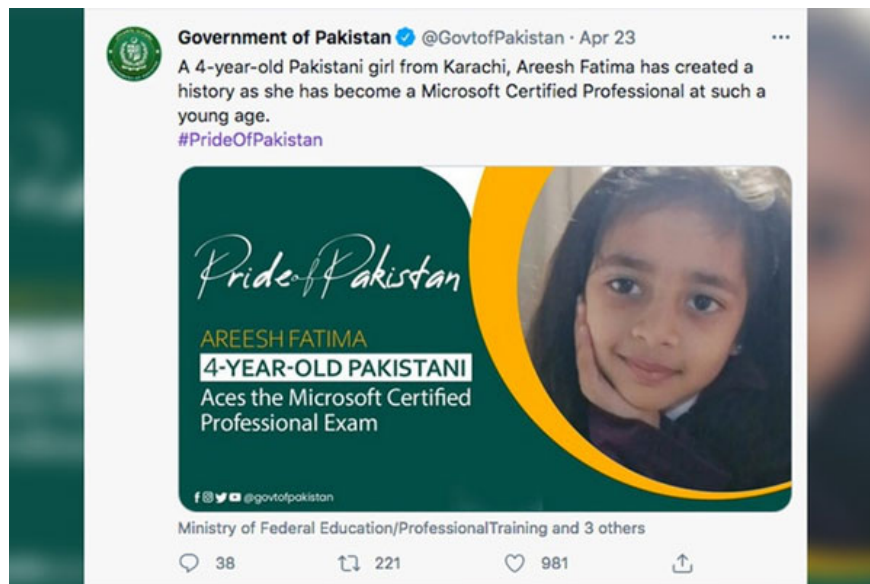 Government of Pakistan @GovtofPakistan · Apr 23
A 4-year-old Pakistani girl from Karachi, Areesh Fatima has created a
history as she has become a Microsoft Certified Professional at such a
young age.
#PrideOfPakistan
Pride of Pakistan
AREESH FATIMA
4-YEAR-OLD PAKISTANI
Aces the Microsoft Certified
Professional Exam
@govtofpakistan
Ministry of Federal Education/ProfessionalTraining and 3 others
38 221 981